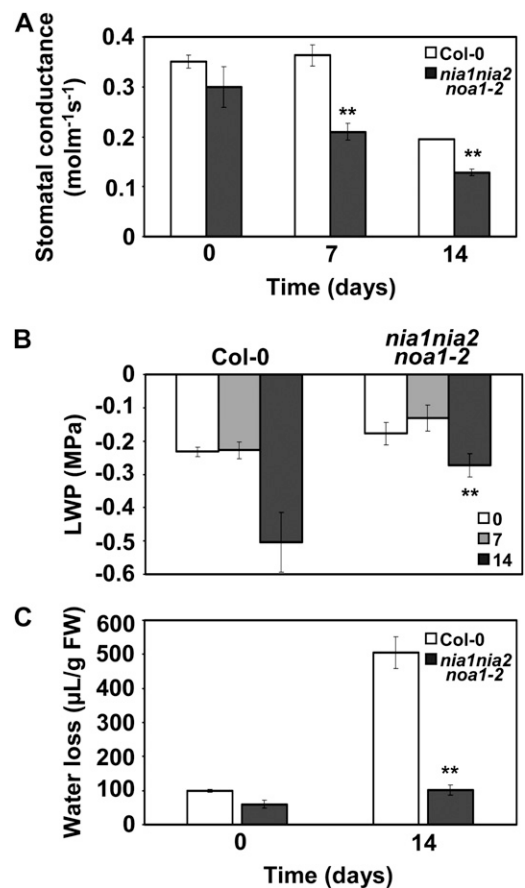 A
Stomatal conductance
(molm⁻¹s⁻¹)
0.4
0.3
0.2
0.1
0
Col-0
nia1nia2
noa1-2
**
**
0 7 14
Time (days)
B
Col-0
nia1nia2
noa1-2
LWP (MPa)
0
-0.1
-0.2
-0.3
-0.4
-0.5
-0.6
**
0
7
14
C
Water loss (µL/g FW)
600
500
400
300
200
100
0
Col-0
nia1nia2
noa1-2
**
0 14
Time (days)